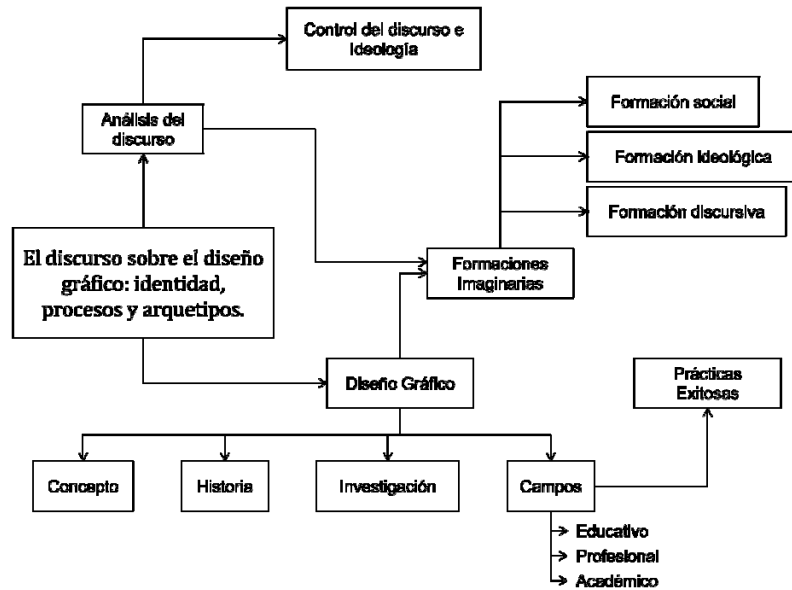 Control del discurso e
Ideología
Análisis del
discurso
Formación social
Formación ideológica
Formación discursiva
El discurso sobre el diseño
gráfico: identidad,
procesos y arquetipos.
Formaciones
Imaginarias
Diseño Gráfico
Prácticas
Exitosas
Concepto
Historia
Investigación
Campos
Educativo
Profesional
Académico